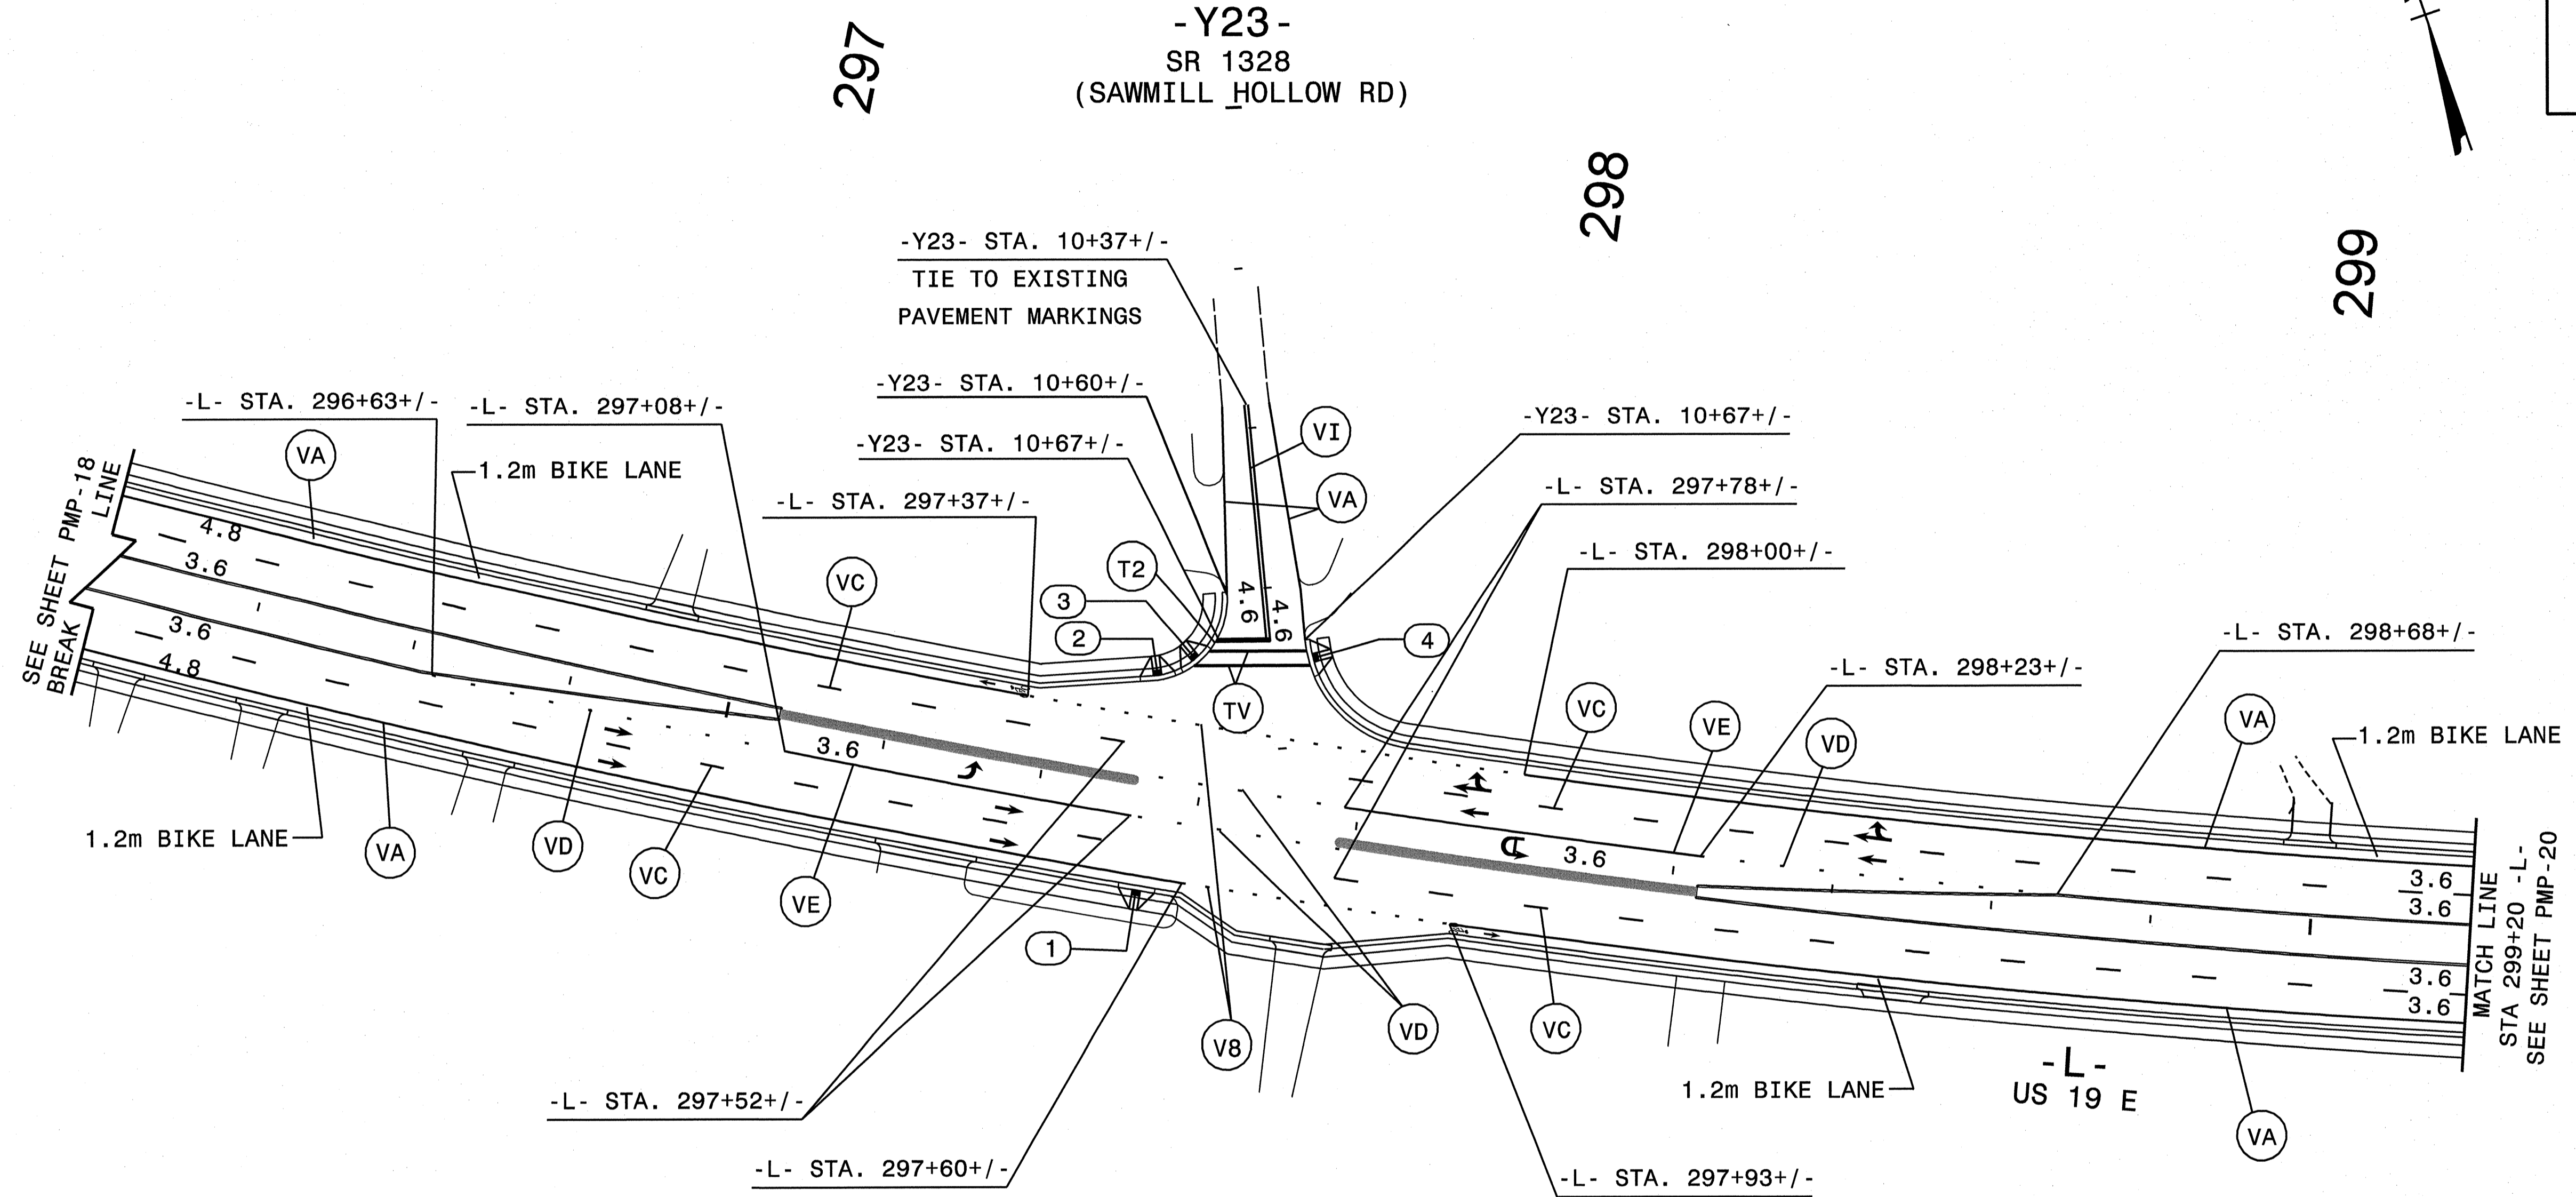 -Y23-
SR 1328
(SAWMILL HOLLOW RD)
297
298
299
-Y23- STA. 10+37+/-
TIE TO EXISTING
PAVEMENT MARKINGS
-Y23- STA. 10+60+/-
-Y23- STA. 10+67+/-
-L- STA. 297+37+/-
-L- STA. 296+63+/-
-L- STA. 297+08+/-
VA
1.2m BIKE LANE
VC
T2
3
2
VI
VA
-Y23- STA. 10+67+/-
-L- STA. 297+78+/-
-L- STA. 298+00+/-
4
-L- STA. 298+68+/-
-L- STA. 298+23+/-
SEE SHEET PMP-18
BREAK LINE
4.8
3.6
3.6
4.8
4.6
4.6
TV
VC
VE
VD
VA
1.2m BIKE LANE
3.6
3.6
1.2m BIKE LANE
VA
VD
VC
VE
1
V8
VD
VC
3.6
3.6
3.6
3.6
MATCH LINE
STA 299+20 -L-
SEE SHEET PMP-20
-L-
US 19 E
1.2m BIKE LANE
VA
-L- STA. 297+52+/-
-L- STA. 297+60+/-
-L- STA. 297+93+/-